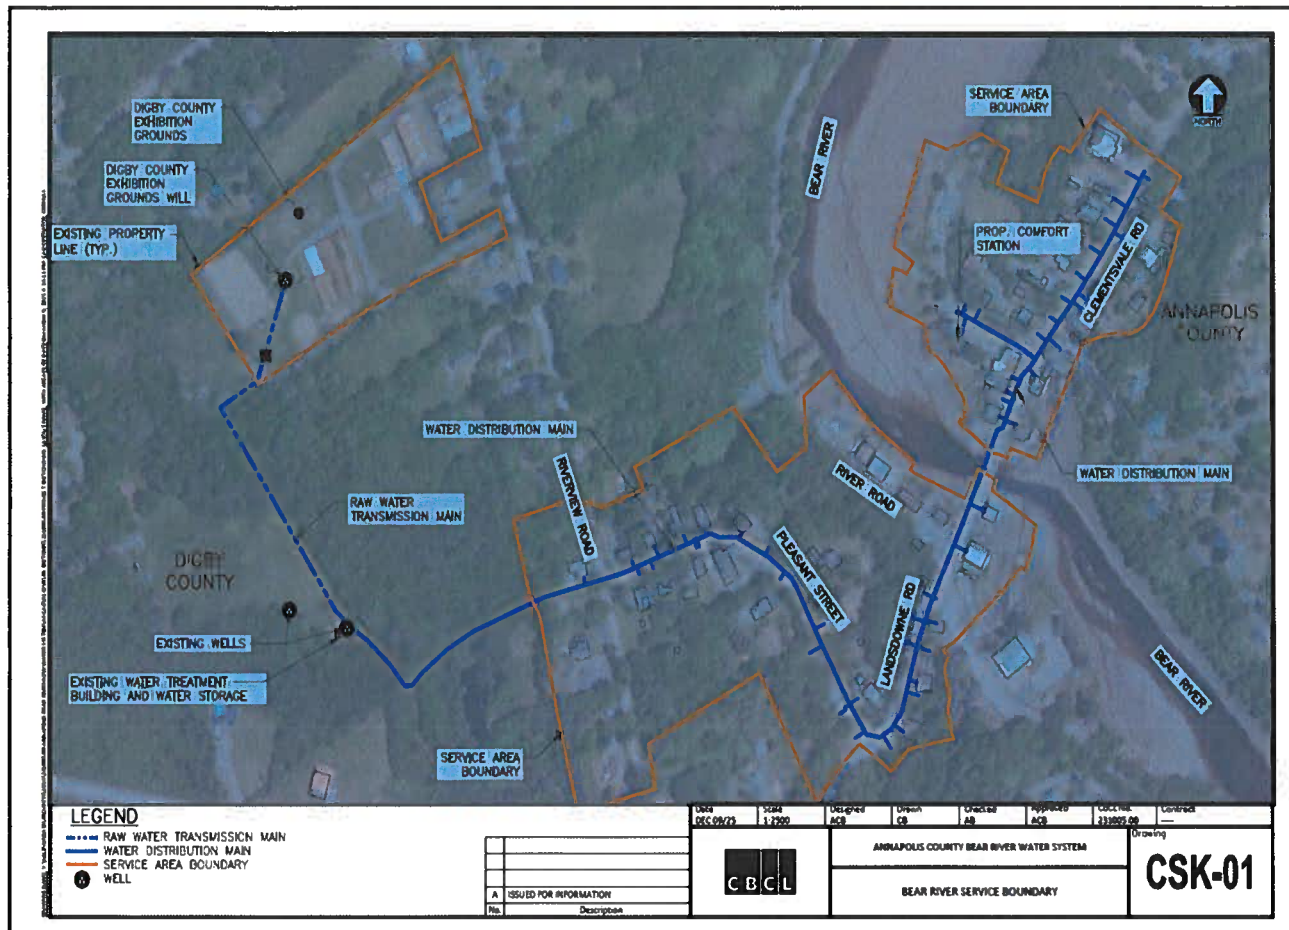 DIGBY COUNTY
EXHIBITION
GROUNDS
DIGBY COUNTY
EXHIBITION
GROUNDS WILL
EXISTING PROPERTY
LINE (TYP.)
BEAR RIVER
SERVICE AREA
BOUNDARY
NORTH
PROP. COMFORT
STATION
CLEMENTSVALE RD
ANNAPOLIS
COUNTY
WATER DISTRIBUTION MAIN
RIVERVIEW ROAD
RIVER ROAD
WATER DISTRIBUTION MAIN
RAW WATER
TRANSMISSION MAIN
PLEASANT STREET
LANDSDOWNE RD
DIGBY
COUNTY
EXISTING WELLS
EXISTING WATER TREATMENT
BUILDING AND WATER STORAGE
SERVICE AREA
BOUNDARY
BEAR RIVER
LEGEND
RAW WATER TRANSMISSION MAIN
WATER DISTRIBUTION MAIN
SERVICE AREA BOUNDARY
WELL
A ISSUED FOR INFORMATION
No. Description
Date Scale Designed Drawn Checked Approved Contract
DEC 09/25 1:2500 ACB CB AB ACB 231005.00
CBCL
ANNAPOLIS COUNTY BEAR RIVER WATER SYSTEM
BEAR RIVER SERVICE BOUNDARY
Drawing
CSK-01